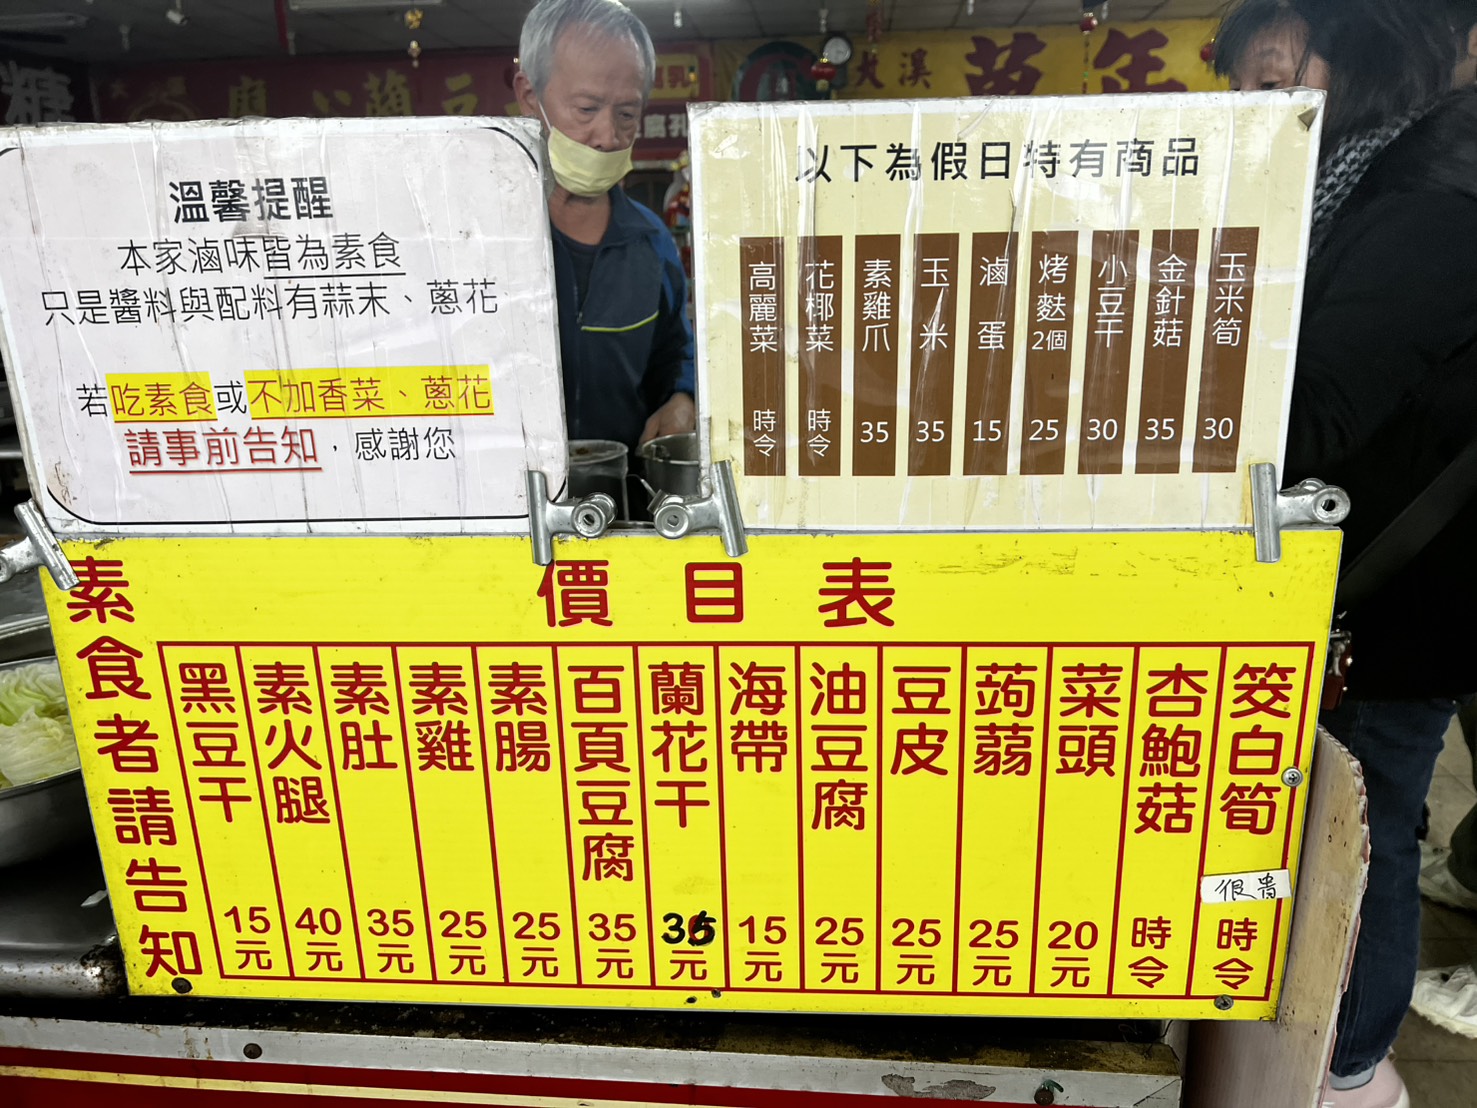 糖
大溪
萬年
溫馨提醒
本家滷味皆為素食
只是醬料與配料有蒜末、蔥花
若吃素食或不加香菜、蔥花
請事前告知，感謝您
以下為假日特有商品
高麗菜 時令
花椰菜 時令
素雞爪 35
玉米 35
滷蛋 15
烤麩2個 25
小豆干 30
金針菇 35
玉米筍 30
價目表
素食者請告知
黑豆干 15元
素火腿 40元
素肚 35元
素雞 25元
素腸 25元
百頁豆腐 35元
蘭花干 35元
海帶 15元
油豆腐 25元
豆皮 25元
蒟蒻 25元
菜頭 20元
杏鮑菇 時令
筊白筍 很貴 時令